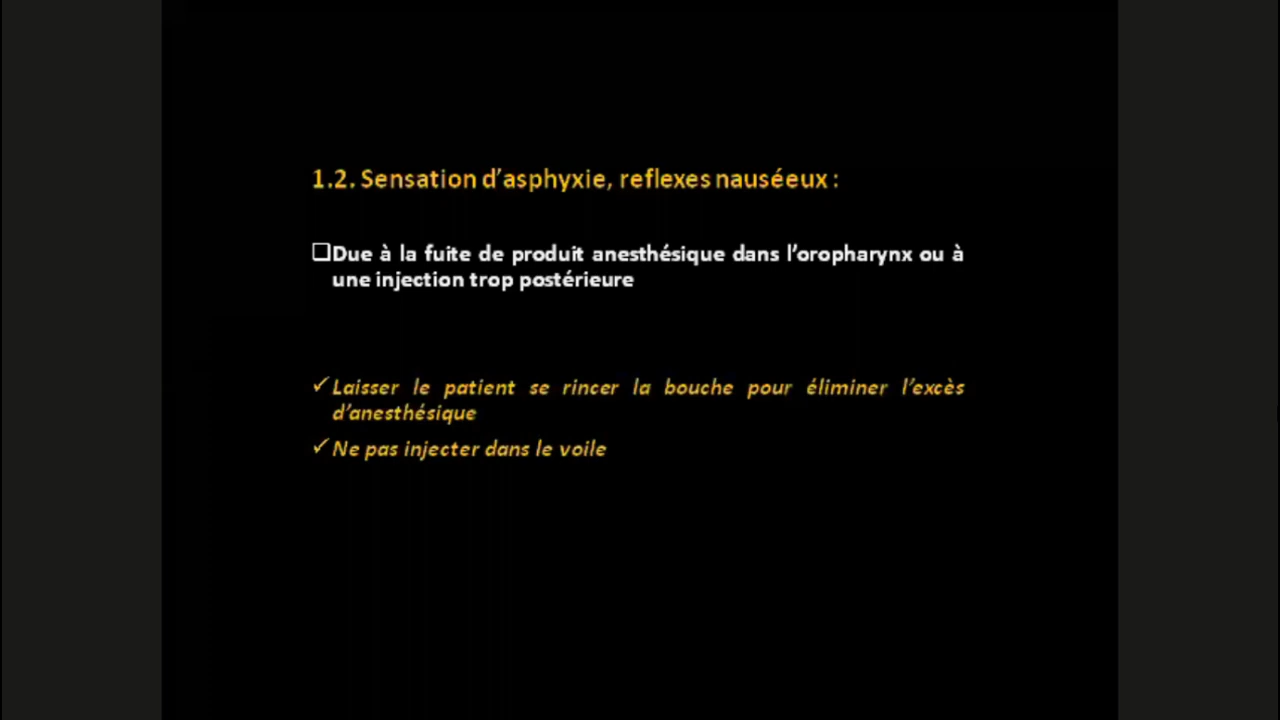 1.2. Sensation d’asphyxie, reflexes nauséeux :
❑Due à la fuite de produit anesthésique dans l’oropharynx ou à
une injection trop postérieure
✓Laisser le patient se rincer la bouche pour éliminer l’excès
d’anesthésique
✓Ne pas injecter dans le voile